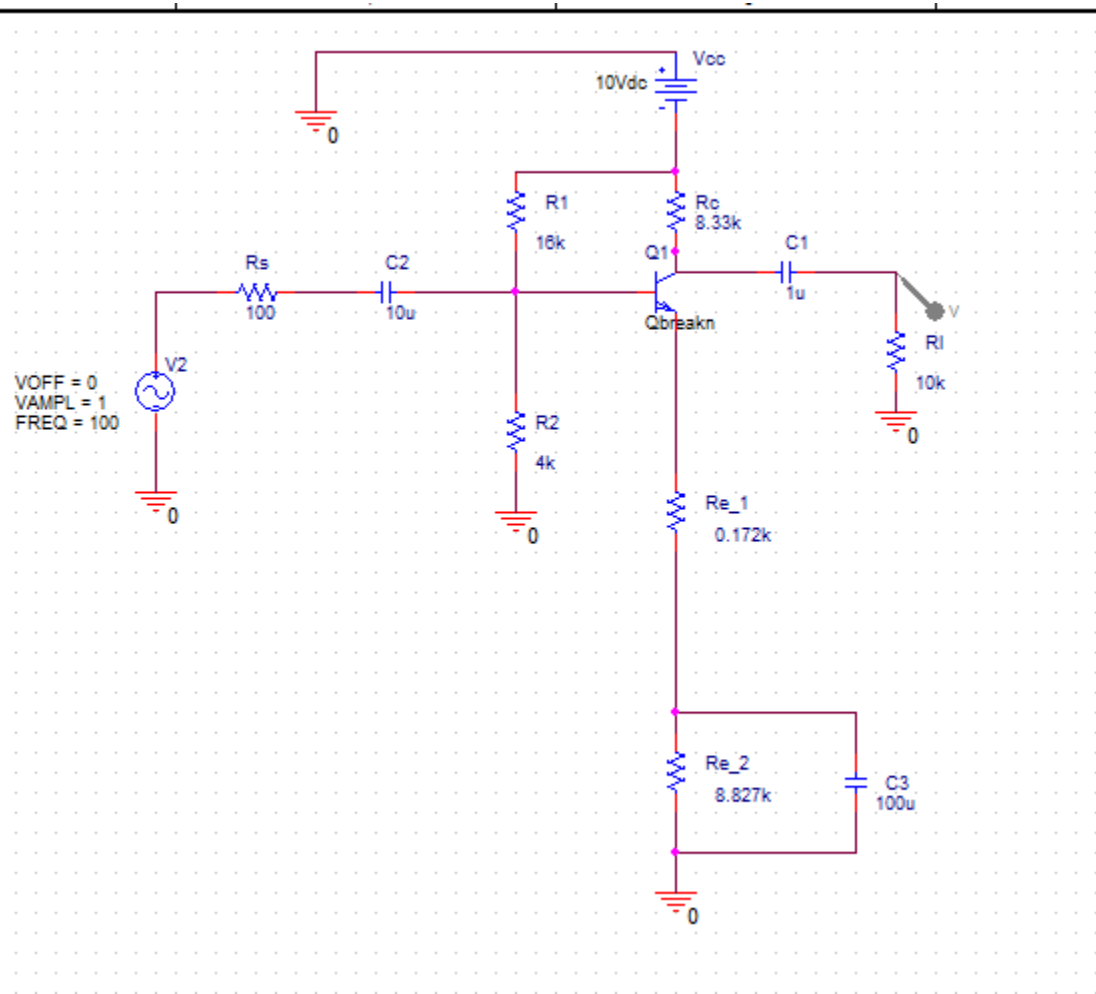 Vcc
10Vdc
+
-
0
R1
16k
Rc
8.33k
Q1
Qbreakn
C1
1u
V
Rl
10k
0
Rs
100
C2
10u
V2
VOFF = 0
VAMPL = 1
FREQ = 100
0
R2
4k
0
Re_1
0.172k
Re_2
8.827k
C3
100u
0